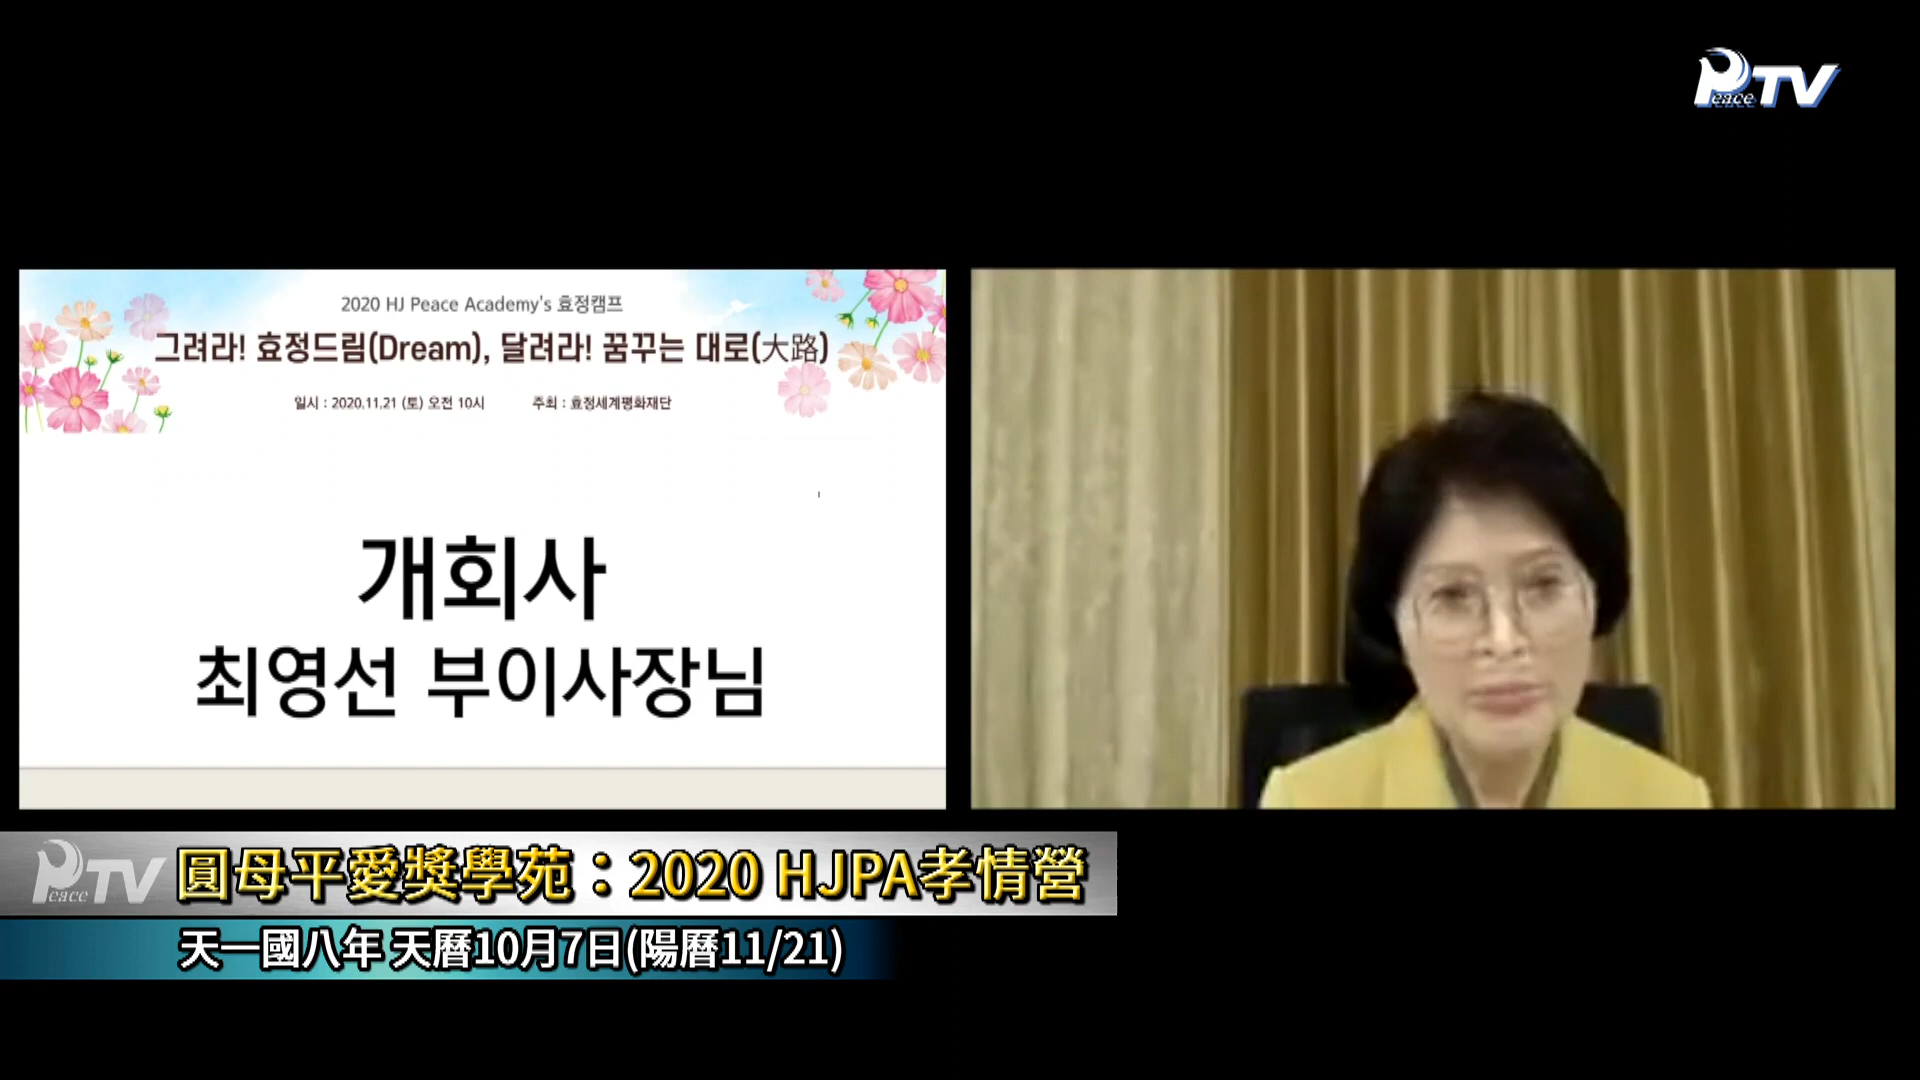 Peace TV
2020 HJ Peace Academy's 효정캠프
그려라! 효정드림(Dream), 달려라! 꿈꾸는 대로(大路)
일시 : 2020.11.21 (토) 오전 10시 주최 : 효정세계평화재단
개회사
최영선 부이사장님
Peace TV 圓母平愛獎學苑：2020 HJPA孝情營
天一國八年 天曆10月7日(陽曆11/21)